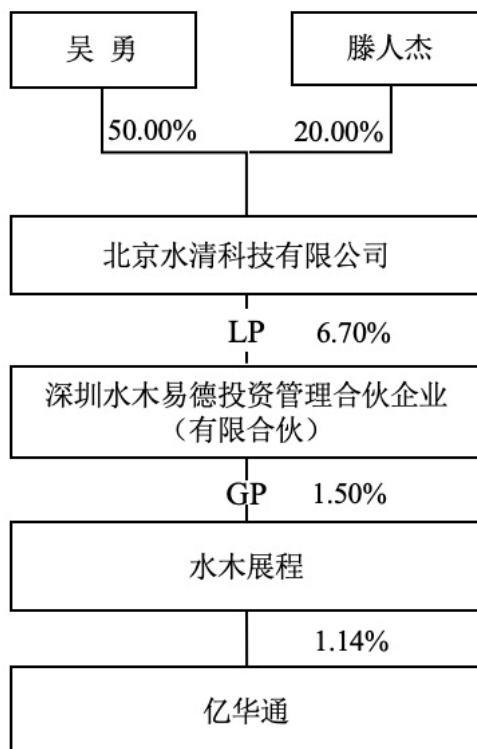 吴 勇
滕人杰
50.00%
20.00%
北京水清科技有限公司
LP 6.70%
深圳水木易德投资管理合伙企业
（有限合伙）
GP 1.50%
水木展程
1.14%
亿华通